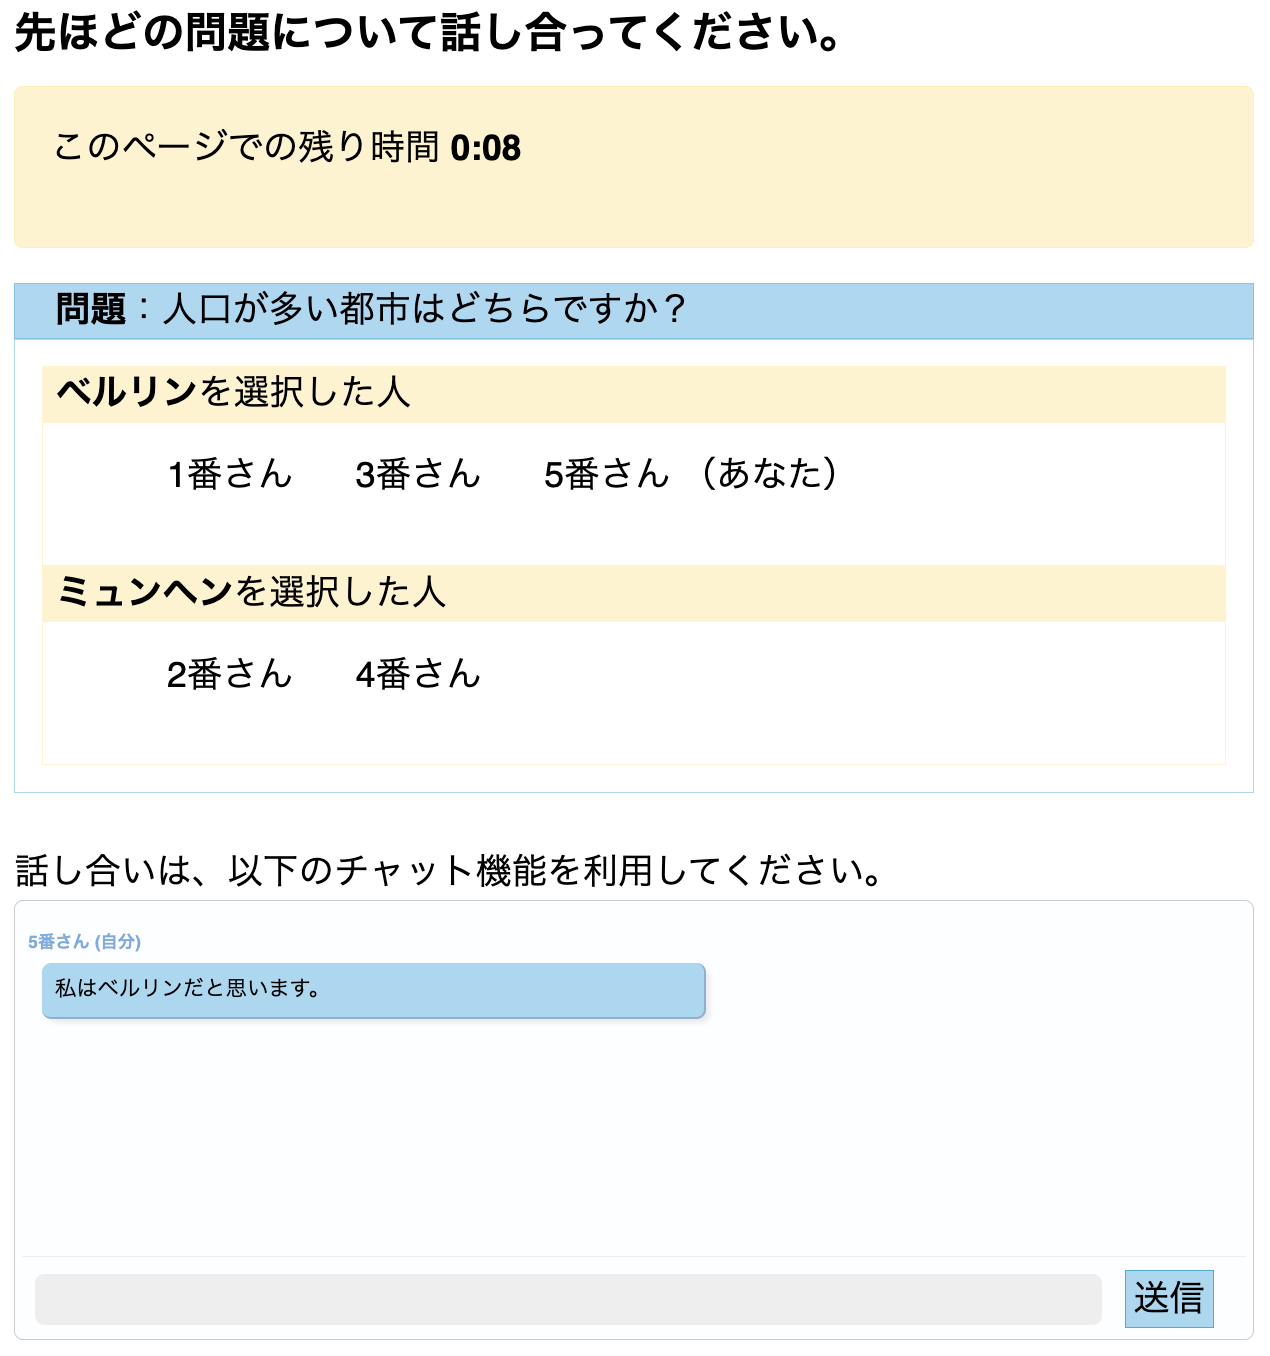 先ほどの問題について話し合ってください。
このページでの残り時間 0:08
問題：人口が多い都市はどちらですか？
ベルリンを選択した人
1番さん 3番さん 5番さん （あなた）
ミュンヘンを選択した人
2番さん 4番さん
話し合いは、以下のチャット機能を利用してください。
5番さん (自分)
私はベルリンだと思います。
送信